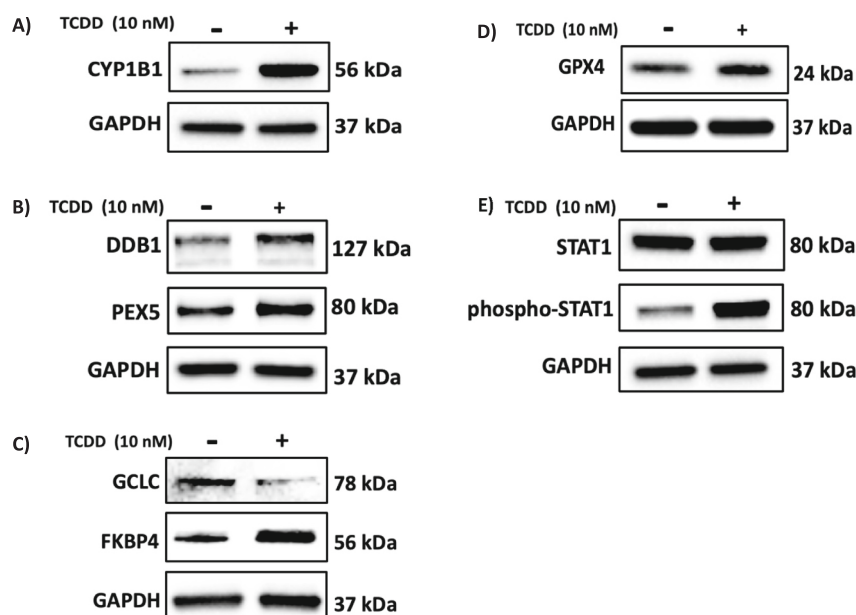 A) TCDD (10 nM) - +
CYP1B1 56 kDa
GAPDH 37 kDa
B) TCDD (10 nM) - +
DDB1 127 kDa
PEX5 80 kDa
GAPDH 37 kDa
C) TCDD (10 nM) - +
GCLC 78 kDa
FKBP4 56 kDa
GAPDH 37 kDa
D) TCDD (10 nM) - +
GPX4 24 kDa
GAPDH 37 kDa
E) TCDD (10 nM) - +
STAT1 80 kDa
phospho-STAT1 80 kDa
GAPDH 37 kDa